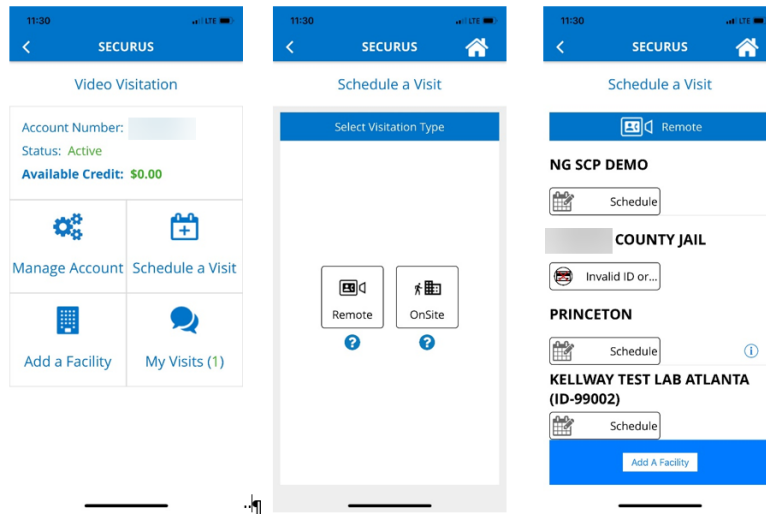 11:30
LTE
SECURUS
Video Visitation
Account Number:
Status: Active
Available Credit: $0.00
Manage Account
Schedule a Visit
Add a Facility
My Visits (1)
11:30
LTE
SECURUS
Schedule a Visit
Select Visitation Type
Remote
OnSite
?
?
11:30
LTE
SECURUS
Schedule a Visit
Remote
NG SCP DEMO
Schedule
COUNTY JAIL
Invalid ID or...
PRINCETON
Schedule
i
KELLWAY TEST LAB ATLANTA
(ID-99002)
Schedule
Add A Facility
··¶